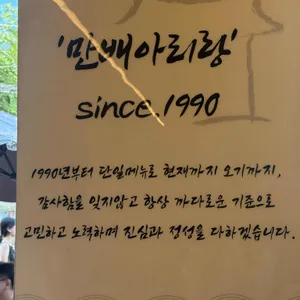 '만배아리랑'
since.1990
1990년부터 단일메뉴로 현재까지 오기까지,
감사함을 잊지않고 항상 까다로운 기준으로
고민하고 노력하며 진심과 정성을 다하겠습니다.